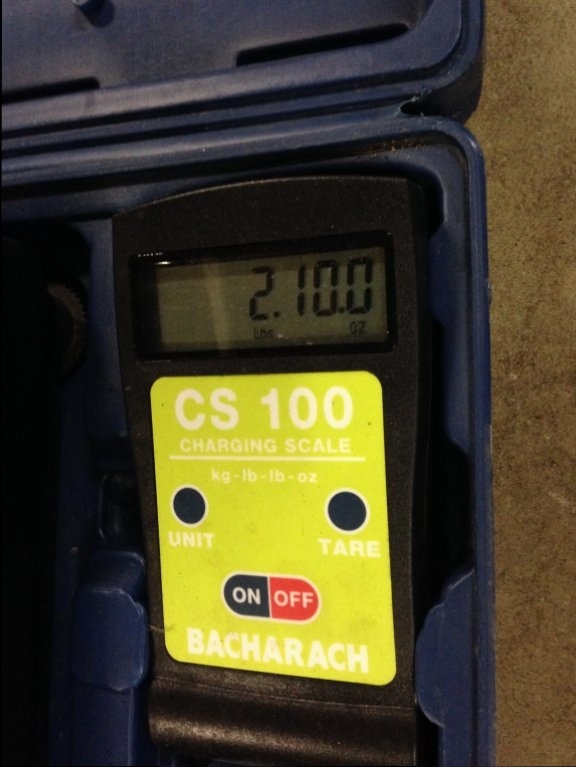 2.10.0
Lbs. oz
CS 100
CHARGING SCALE
kg-lb-lb-oz
UNIT TARE
ON OFF
BACHARACH